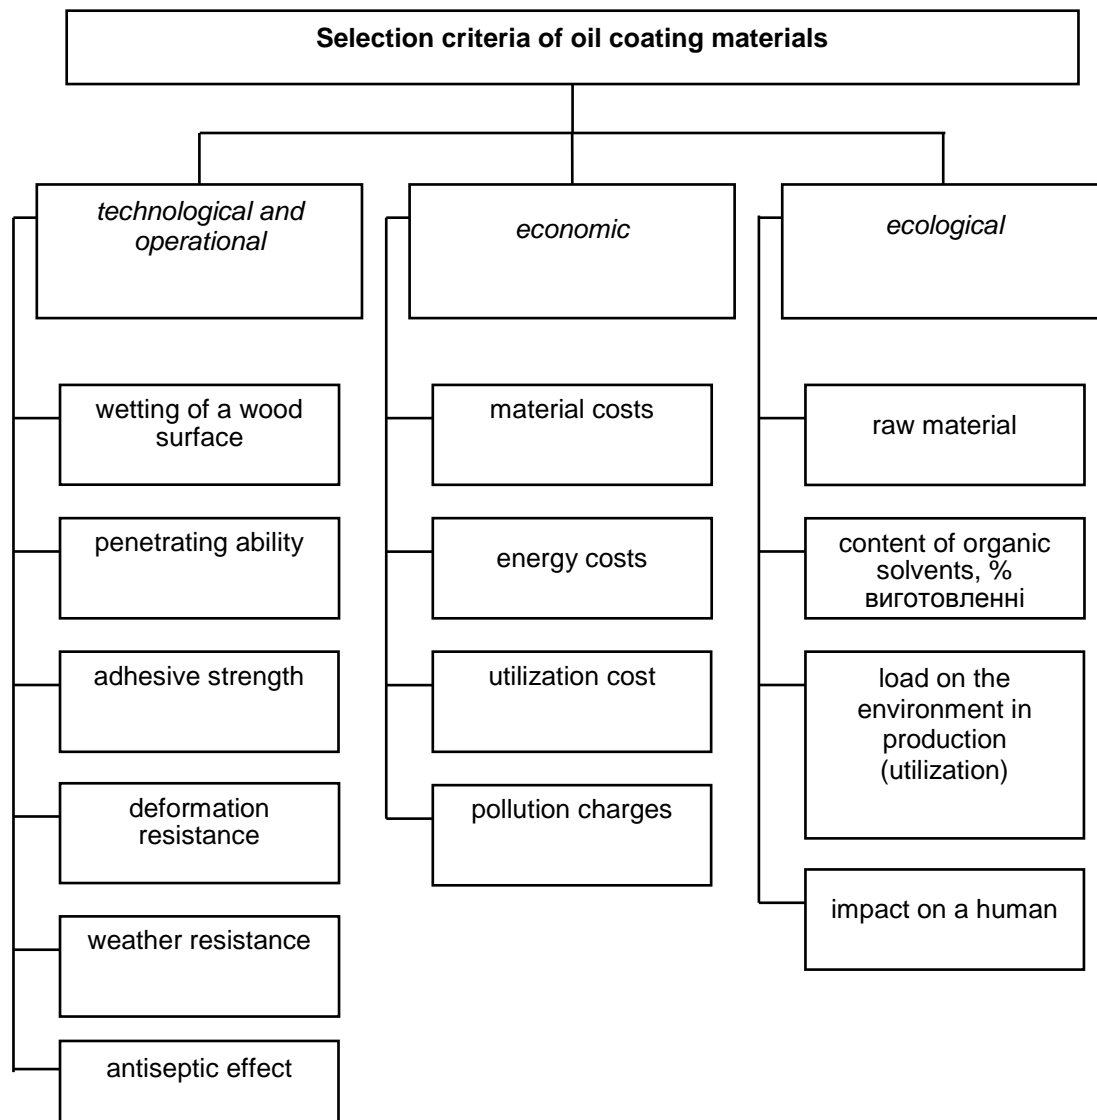 Selection criteria of oil coating materials
technological and
operational
economic
ecological
wetting of a wood
surface
penetrating ability
adhesive strength
deformation
resistance
weather resistance
antiseptic effect
material costs
energy costs
utilization cost
pollution charges
raw material
content of organic
solvents, %
виготовленні
load on the
environment in
production
(utilization)
impact on a human